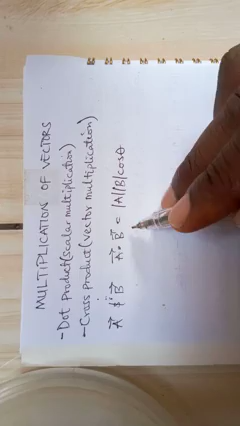 MULTIPLICATION OF VECTORS
- Dot Product(scalar multiplication)
- Cross Product(vector multiplication)
A⃗ & B⃗ A⃗ • B⃗ = |A||B|cosθ